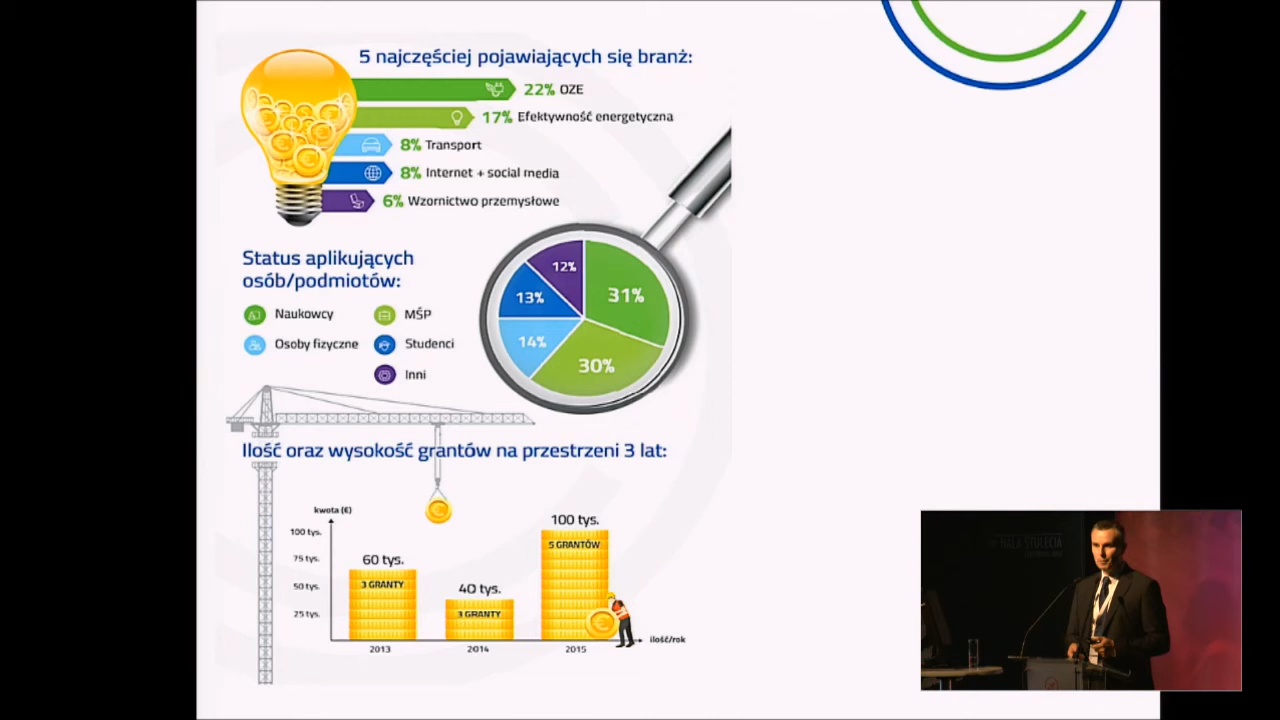 5 najczęściej pojawiających się branż:
22% OZE
17% Efektywność energetyczna
8% Transport
8% Internet + social media
6% Wzornictwo przemysłowe
Status aplikujących
osób/podmiotów:
Naukowcy
MŚP
Osoby fizyczne
Studenci
Inni
12%
31%
13%
14%
30%
Ilość oraz wysokość grantów na przestrzeni 3 lat:
kwota (€)
100 tys.
75 tys.
50 tys.
25 tys.
60 tys.
3 GRANTY
40 tys.
3 GRANTY
100 tys.
5 GRANTÓW
2013
2014
2015
ilość/rok
HALA STULECIA